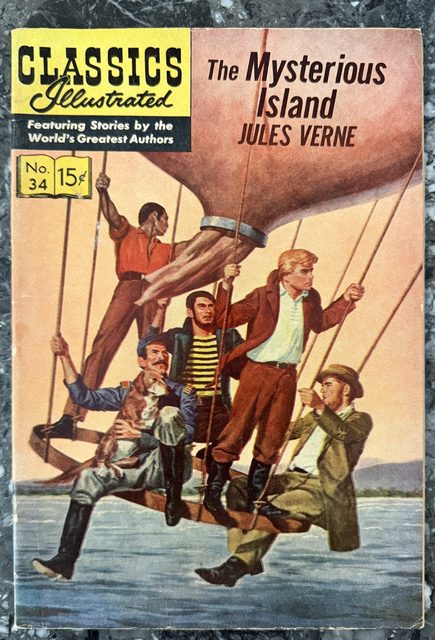 CLASSICS
Illustrated
Featuring Stories by the
World's Greatest Authors
No.
34
15¢
The Mysterious
Island
JULES VERNE